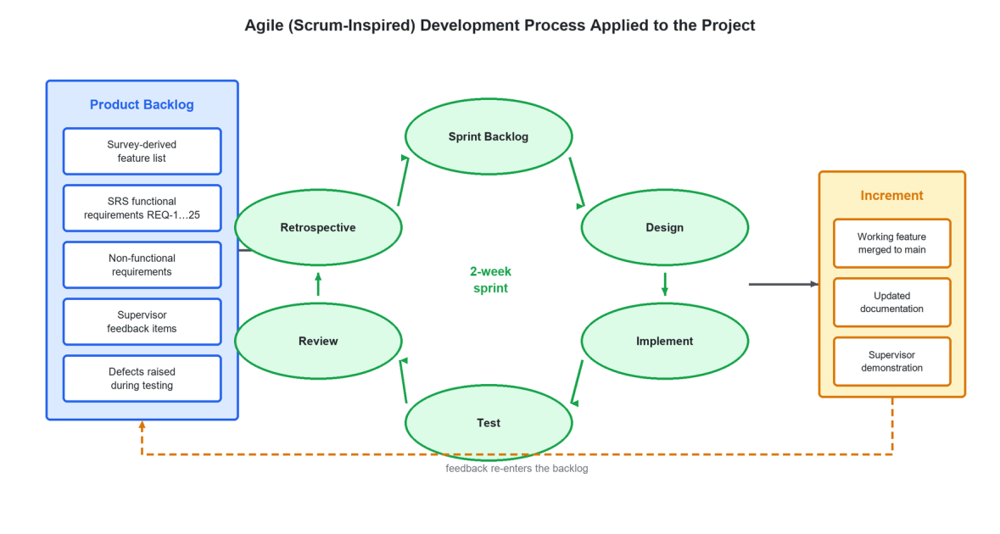 Agile (Scrum-Inspired) Development Process Applied to the Project
Product Backlog
Survey-derived
feature list
SRS functional
requirements REQ-1…25
Non-functional
requirements
Supervisor
feedback items
Defects raised
during testing
Sprint Backlog
Retrospective
Design
2-week
sprint
Review
Implement
Test
Increment
Working feature
merged to main
Updated
documentation
Supervisor
demonstration
feedback re-enters the backlog